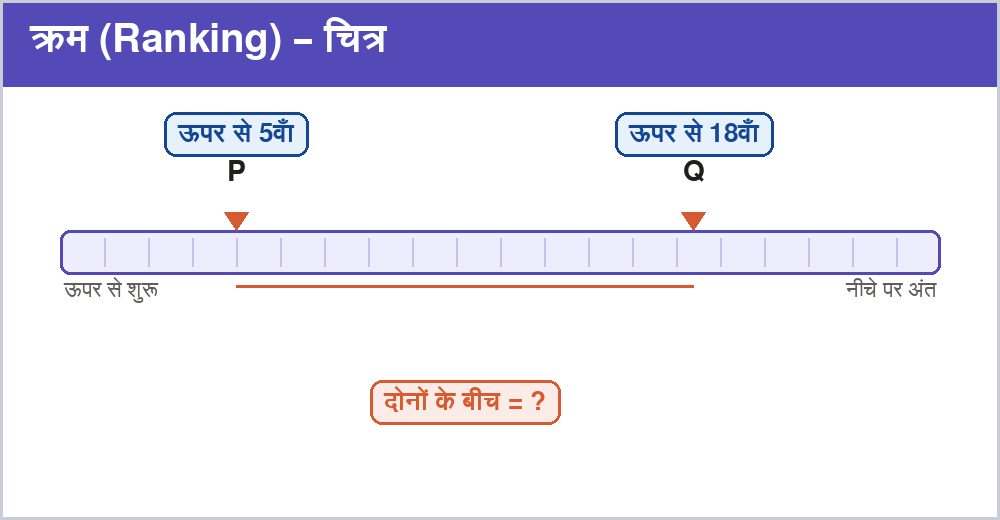 क्रम (Ranking) – चित्र
ऊपर से 5वाँ
ऊपर से 18वाँ
P
Q
ऊपर से शुरू
नीचे पर अंत
दोनों के बीच = ?